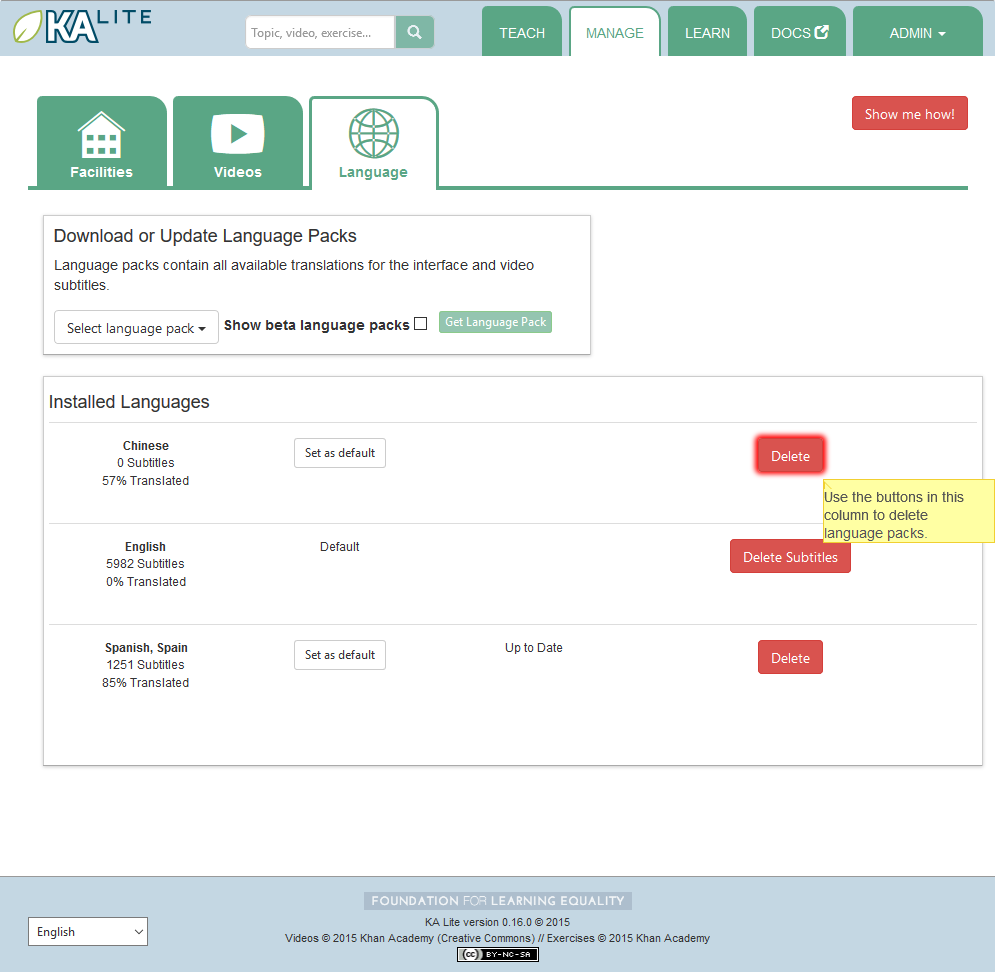 KA LITE
Topic, video, exercise...
TEACH
MANAGE
LEARN
DOCS
ADMIN
Facilities
Videos
Language
Show me how!
Download or Update Language Packs
Language packs contain all available translations for the interface and video
subtitles.
Select language pack
Show beta language packs
Get Language Pack
Installed Languages
Chinese
0 Subtitles
57% Translated
Set as default
Delete
Use the buttons in this
column to delete
language packs.
English
5982 Subtitles
0% Translated
Default
Delete Subtitles
Spanish, Spain
1251 Subtitles
85% Translated
Set as default
Up to Date
Delete
English
FOUNDATION FOR LEARNING EQUALITY
KA Lite version 0.16.0 © 2015
Videos © 2015 Khan Academy (Creative Commons) // Exercises © 2015 Khan Academy
cc BY-NC-SA